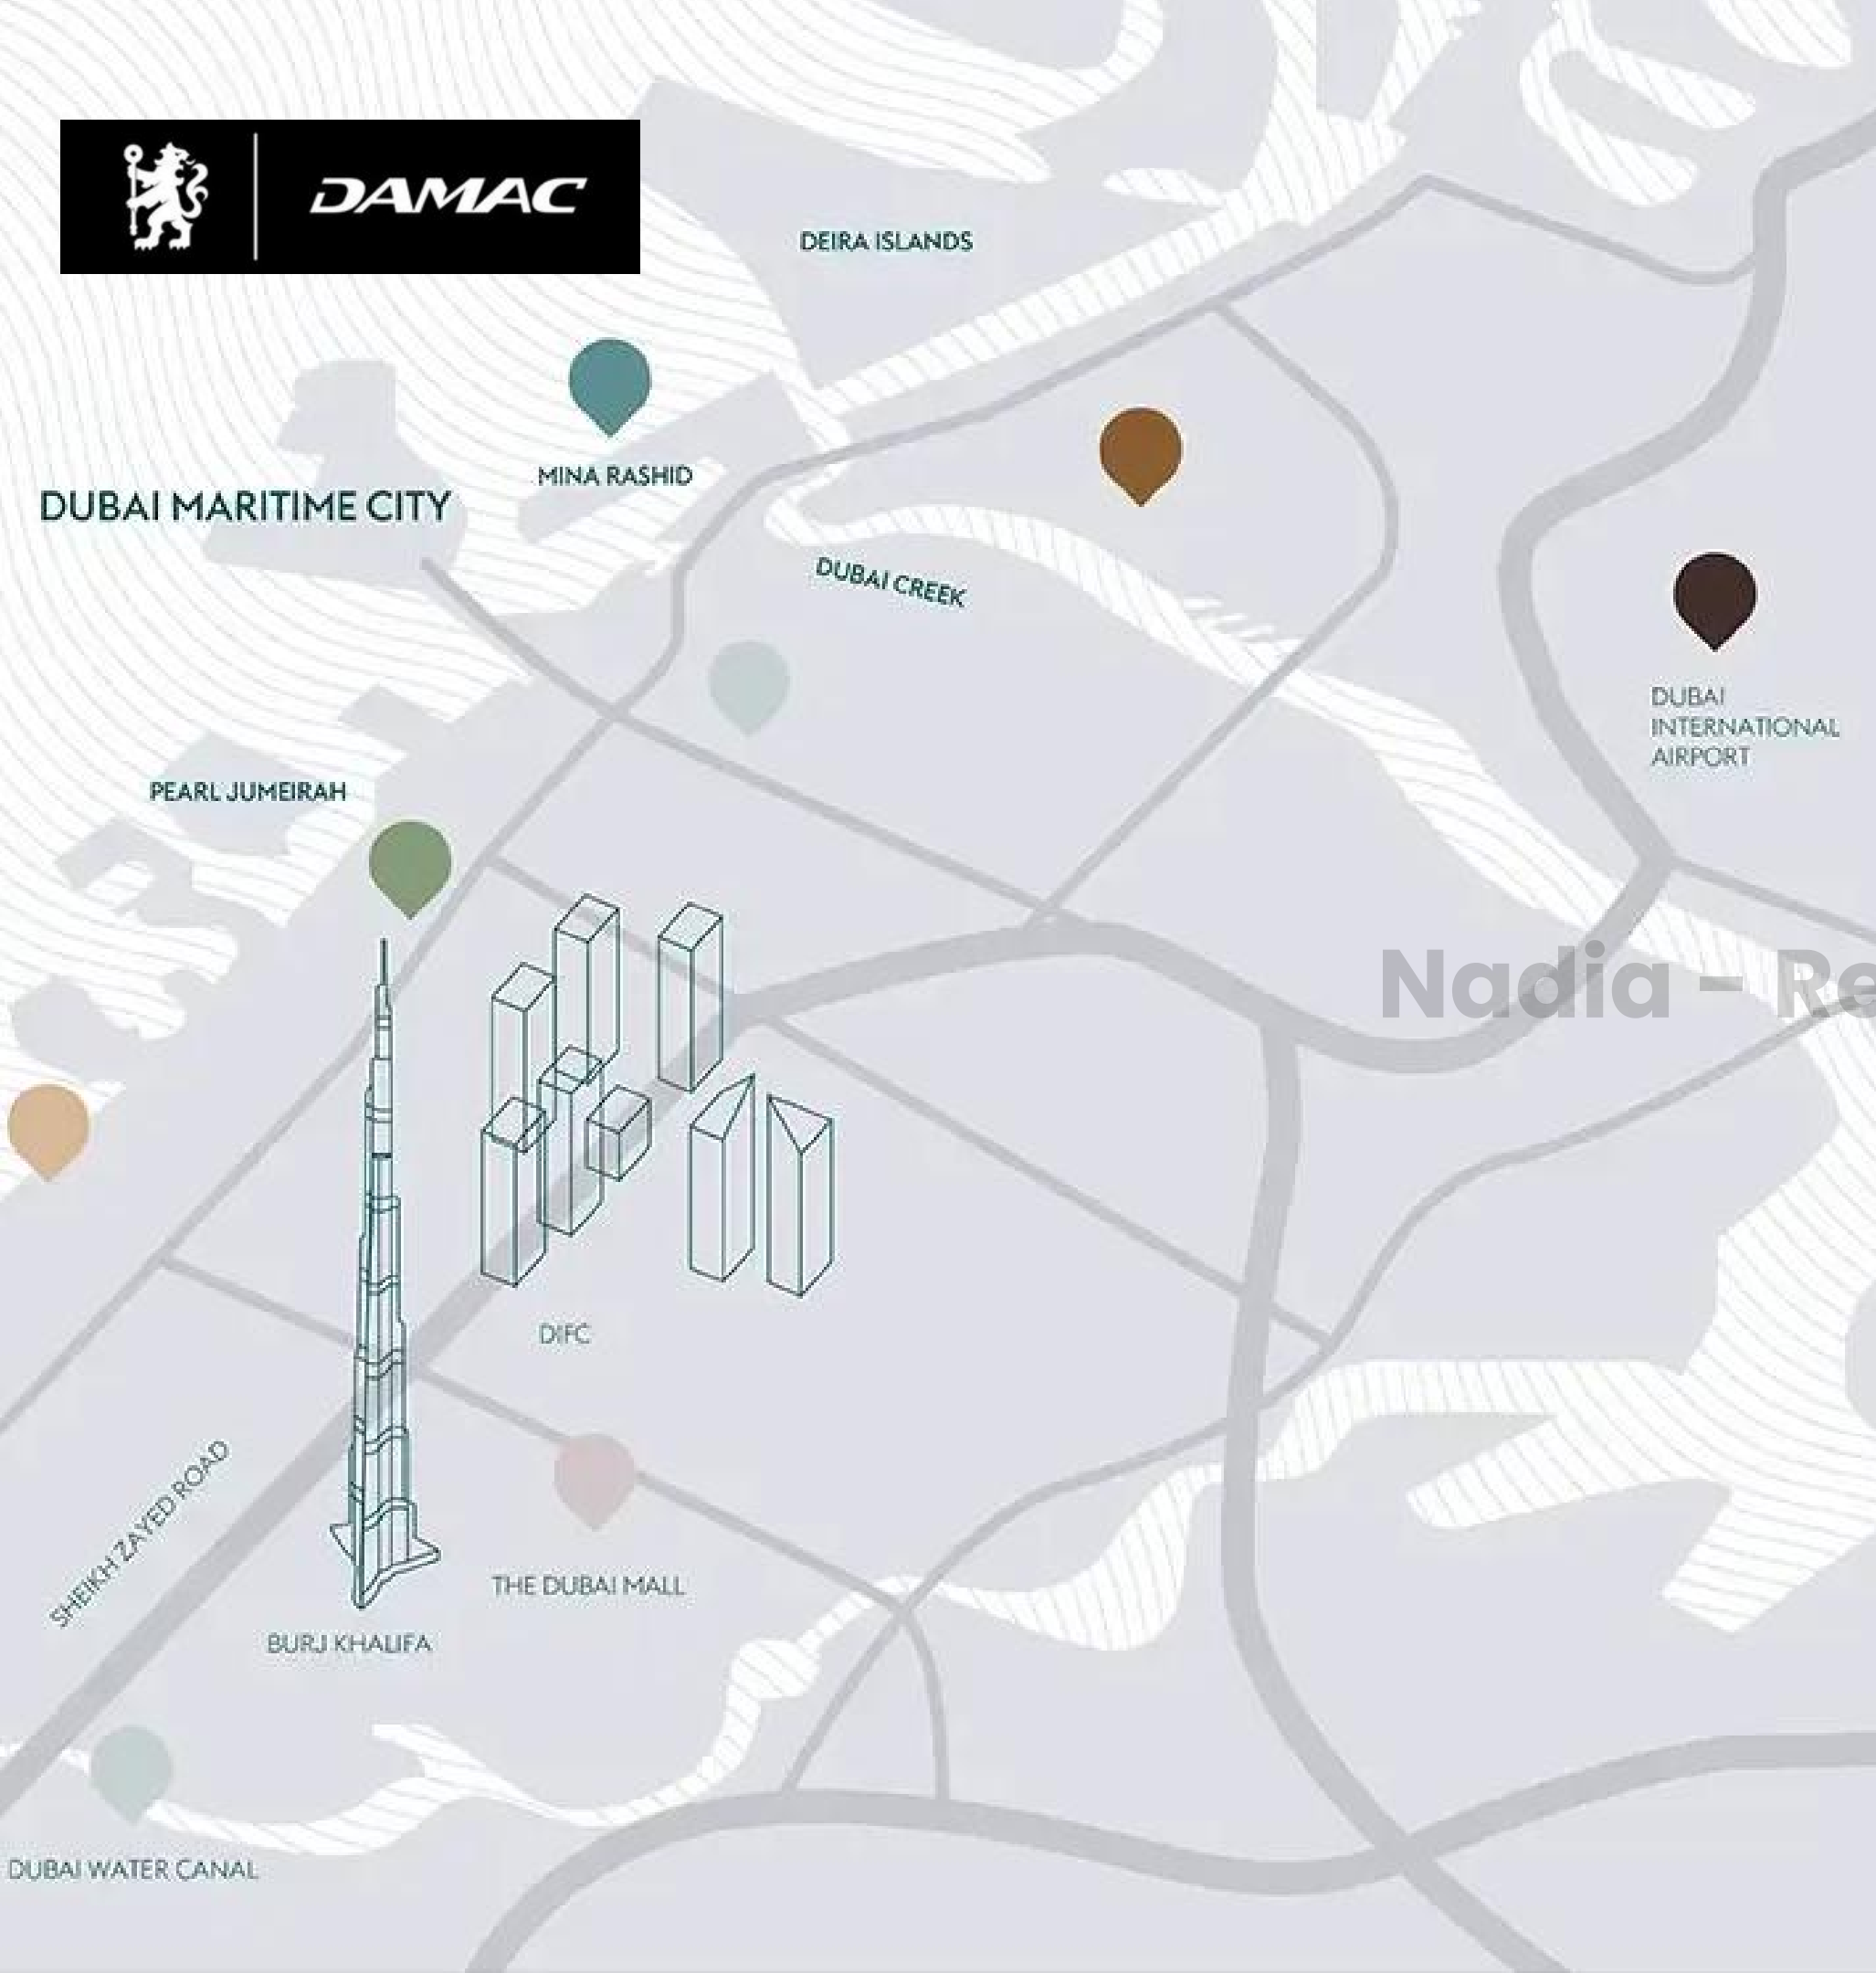 DAMAC
DEIRA ISLANDS
MINA RASHID
DUBAI MARITIME CITY
DUBAI CREEK
DUBAI
INTERNATIONAL
AIRPORT
PEARL JUMEIRAH
Nadia - Re
DIFC
SHEIKH ZAYED ROAD
THE DUBAI MALL
BURJ KHALIFA
DUBAI WATER CANAL